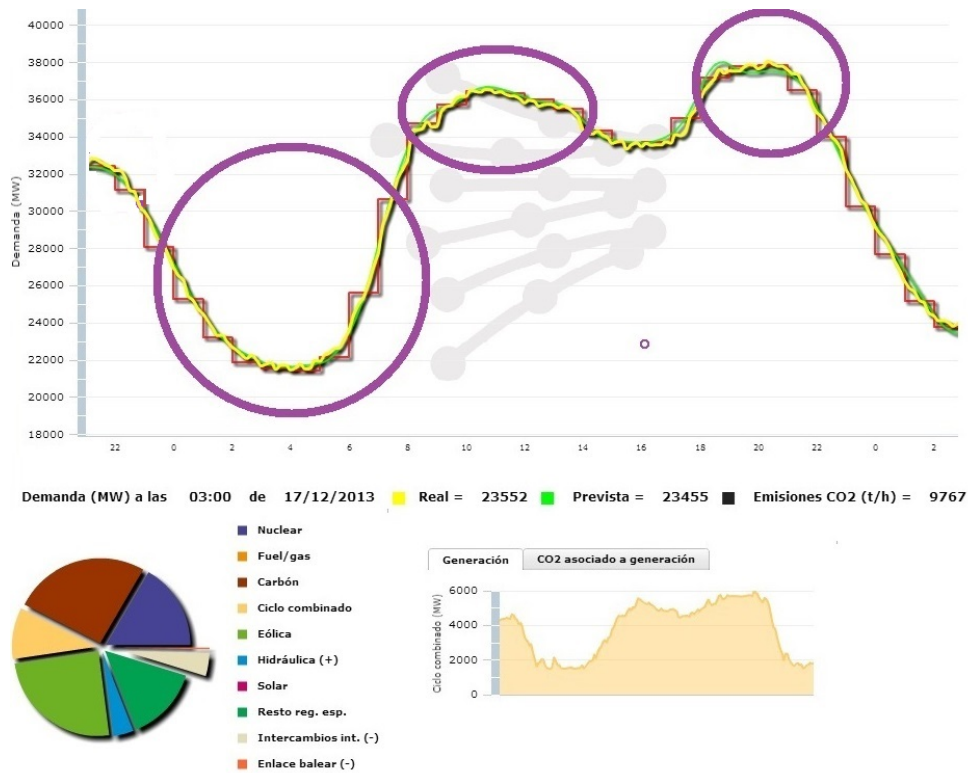 40000
38000
36000
34000
32000
30000
28000
26000
24000
22000
20000
18000
Demanda (MW)
22 0 2 4 6 8 10 12 14 16 18 20 22 0 2
Demanda (MW) a las 03:00 de 17/12/2013 Real = 23552 Prevista = 23455 Emisiones CO2 (t/h) = 9767
Nuclear
Fuel/gas
Carbón
Ciclo combinado
Eólica
Hidráulica (+)
Solar
Resto reg. esp.
Intercambios int. (-)
Enlace balear (-)
Generación CO2 asociado a generación
6000
4000
2000
0
Ciclo combinado (MW)